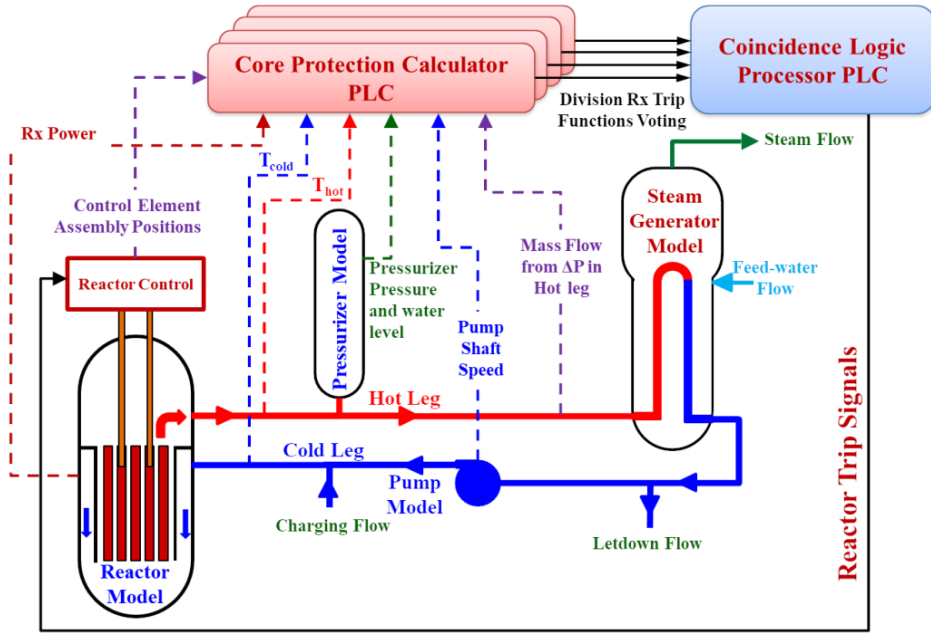 Core Protection Calculator
PLC
Coincidence Logic
Processor PLC
Division Rx Trip
Functions Voting
Rx Power
T_cold
T_hot
Control Element
Assembly Positions
Steam Flow
Steam
Generator
Model
Mass Flow
from ΔP in
Hot leg
Feed-water
Flow
Reactor Control
Pressurizer Model
Pressurizer
Pressure
and water
level
Pump
Shaft
Speed
Hot Leg
Cold Leg
Pump
Model
Charging Flow
Letdown Flow
Reactor
Model
Reactor Trip Signals